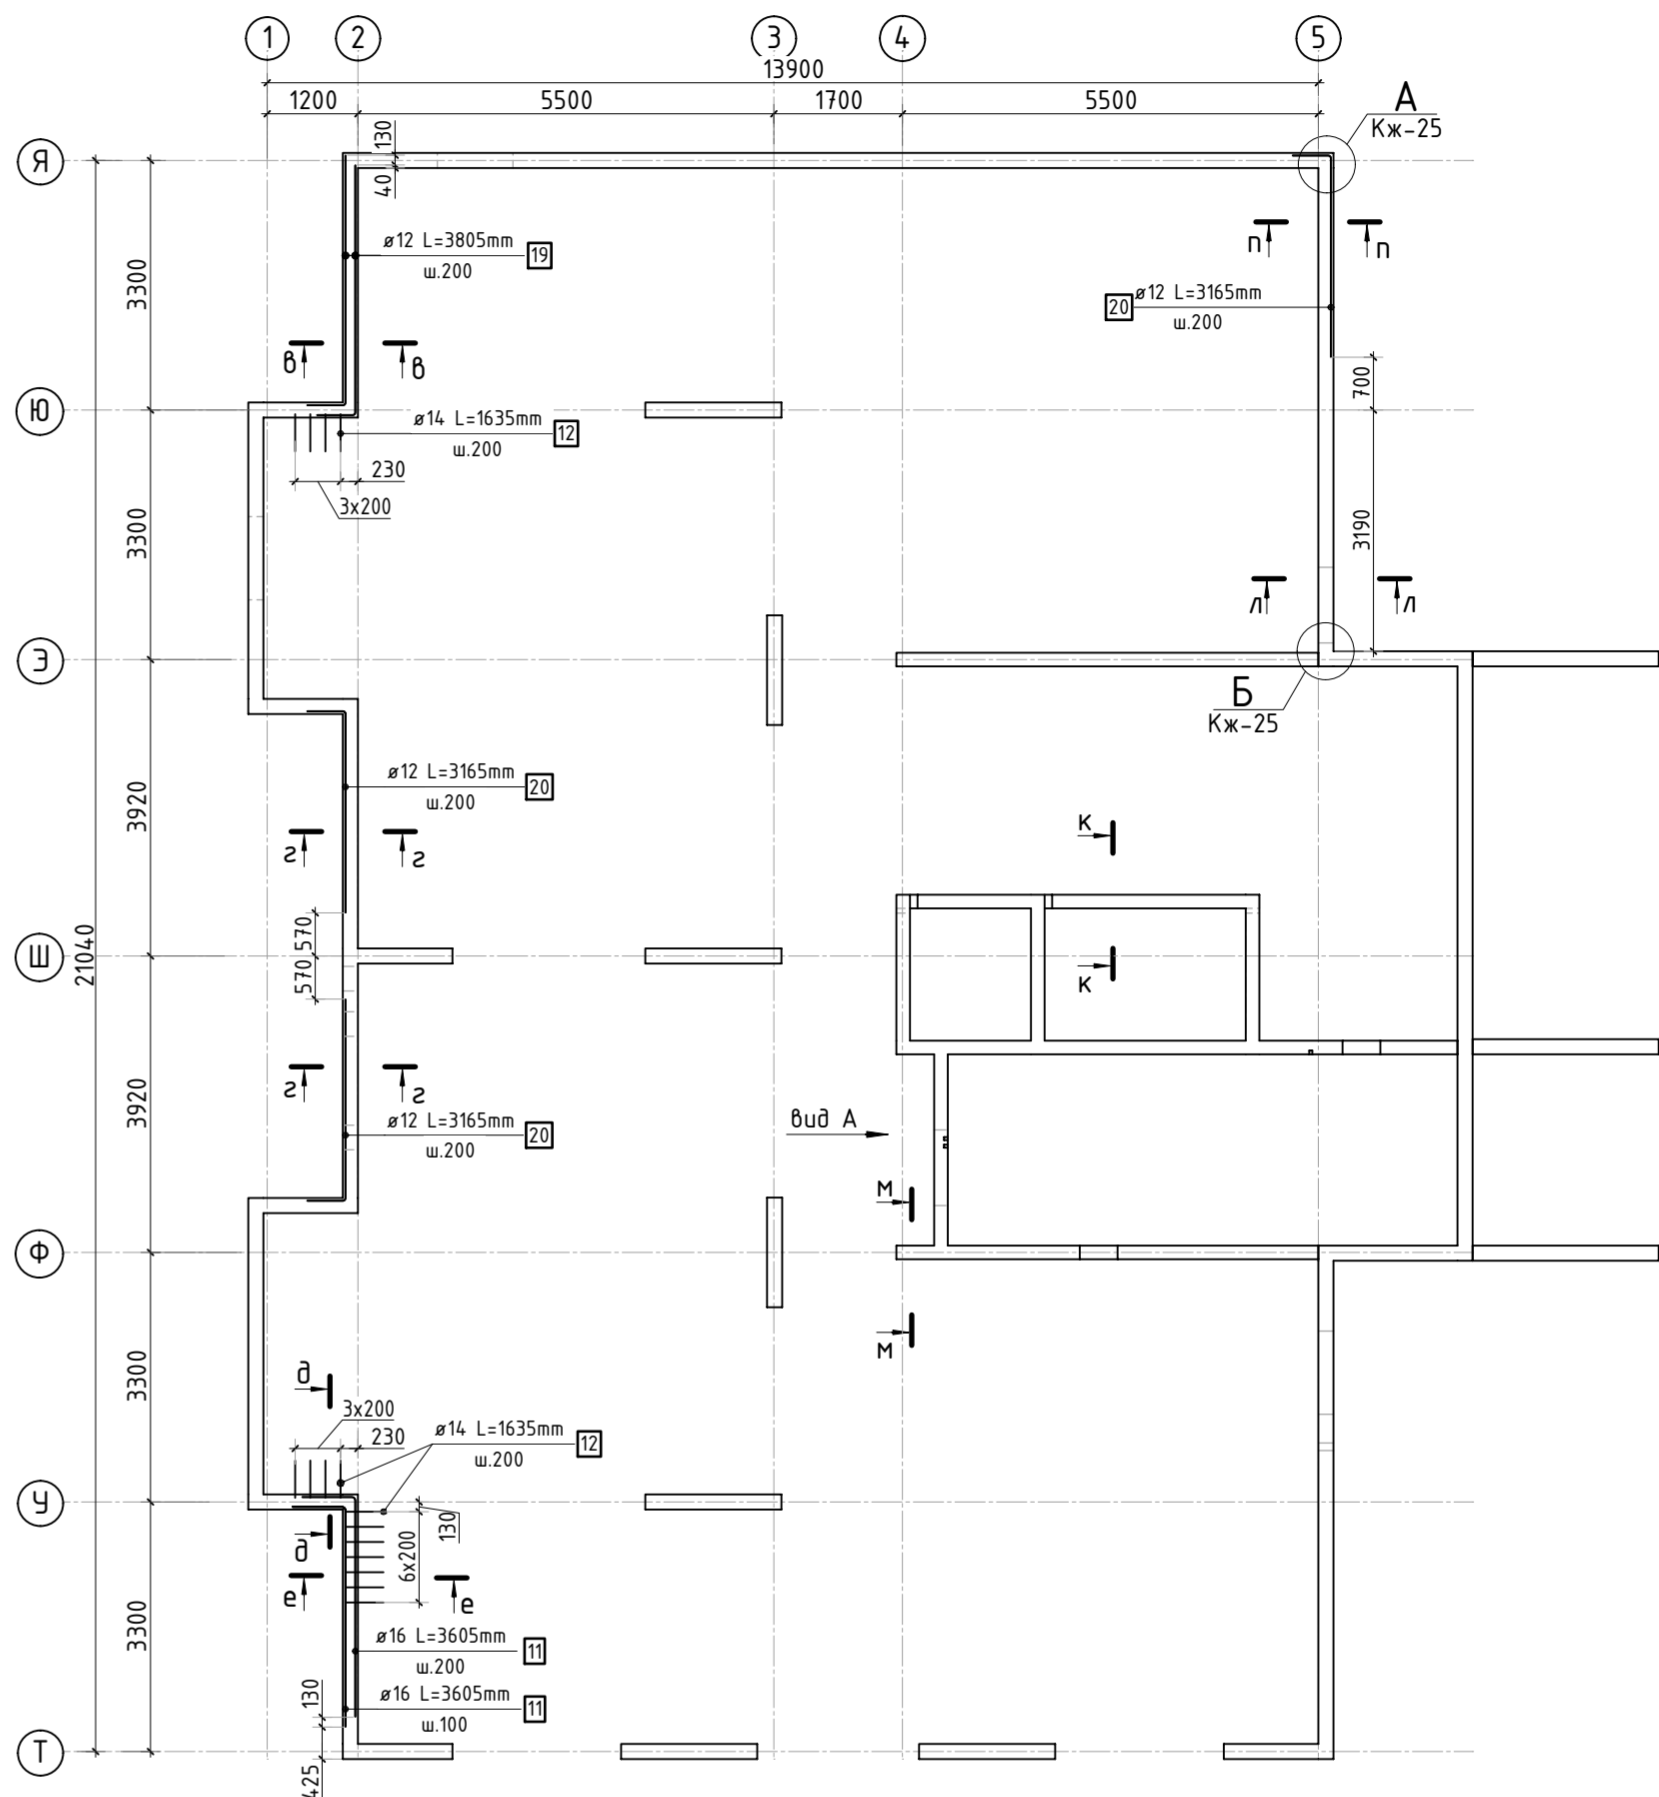 1 2 3 4 5
13900
1200 5500 1700 5500
А
Кж-25
Я
130
40
ø12 L=3805mm 19
ш.200
п п
20 ø12 L=3165mm
ш.200
3300
в в
700
Ю
ø14 L=1635mm 12
ш.200
230
3х200
3300
3190
л л
Э
Б
Кж-25
ø12 L=3165mm 20
ш.200
3920
г г
к
570
21040
Ш
570
к
г г
ø12 L=3165mm 20
ш.200
вид А
3920
м
Ф
м
3300
д
3х200
230
ø14 L=1635mm 12
ш.200
У
130
д
6х200
е е
3300
ø16 L=3605mm 11
ш.200
130
ø16 L=3605mm 11
ш.100
Т
425